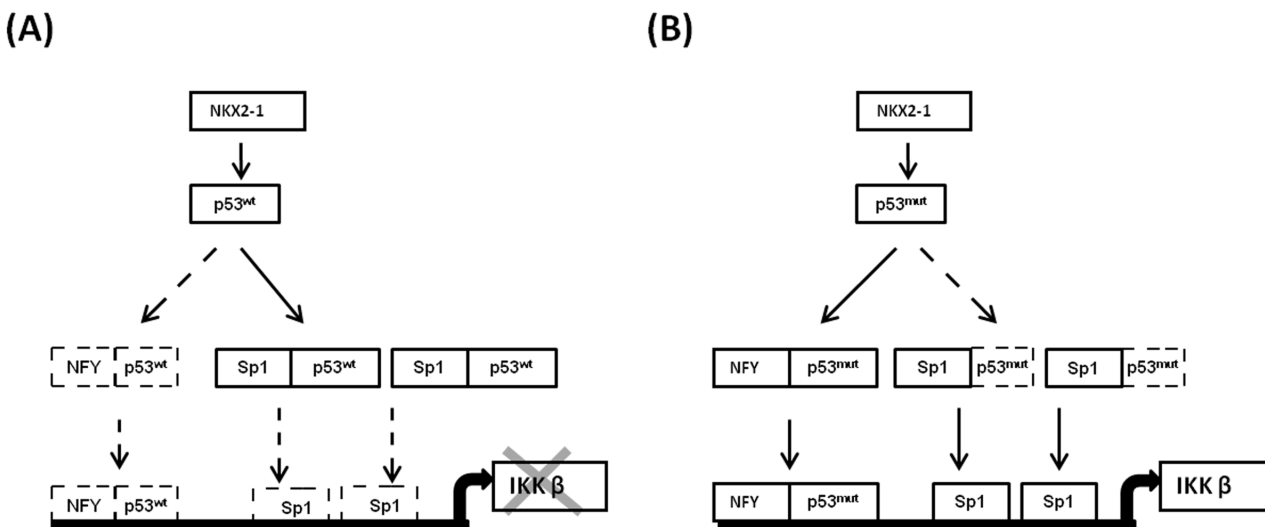 (A) (B)
NKX2-1 NKX2-1
p53wt p53mut
NFY p53wt Sp1 p53wt Sp1 p53wt NFY p53mut Sp1 p53mut Sp1 p53mut
NFY p53wt Sp1 Sp1 IKK β NFY p53mut Sp1 Sp1 IKK β